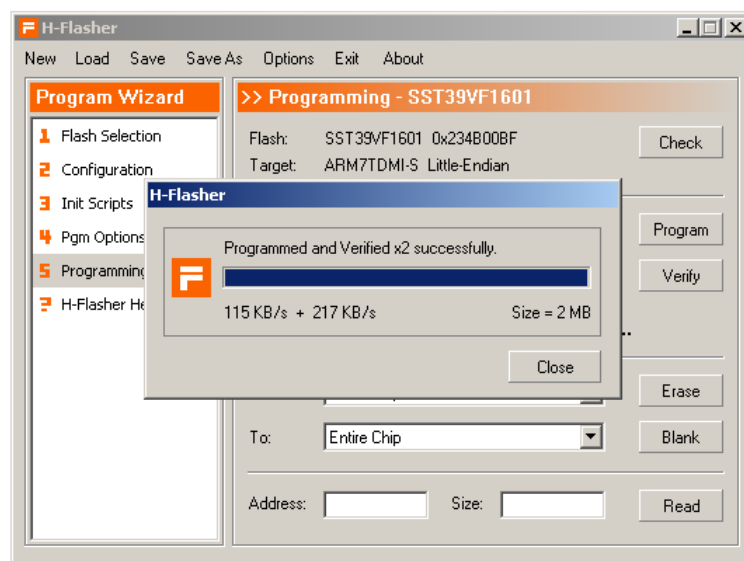 H-Flasher
New Load Save Save As Options Exit About
Program Wizard
1 Flash Selection
2 Configuration
3 Init Scripts
4 Pgm Options
5 Programming
? H-Flasher He
>> Programming - SST39VF1601
Flash: SST39VF1601 0x234B00BF
Target: ARM7TDMI-S Little-Endian
Check
Program
Verify
H-Flasher
Programmed and Verified x2 successfully.
115 KB/s + 217 KB/s Size = 2 MB
Close
Erase
To: Entire Chip
Blank
Address: Size:
Read